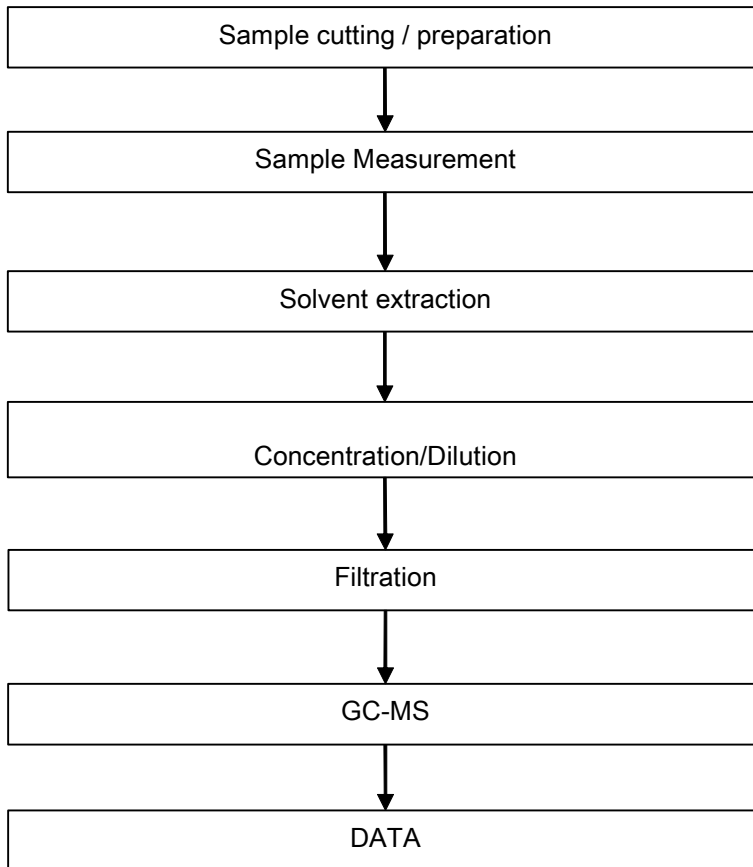 Sample cutting / preparation
Sample Measurement
Solvent extraction
Concentration/Dilution
Filtration
GC-MS
DATA